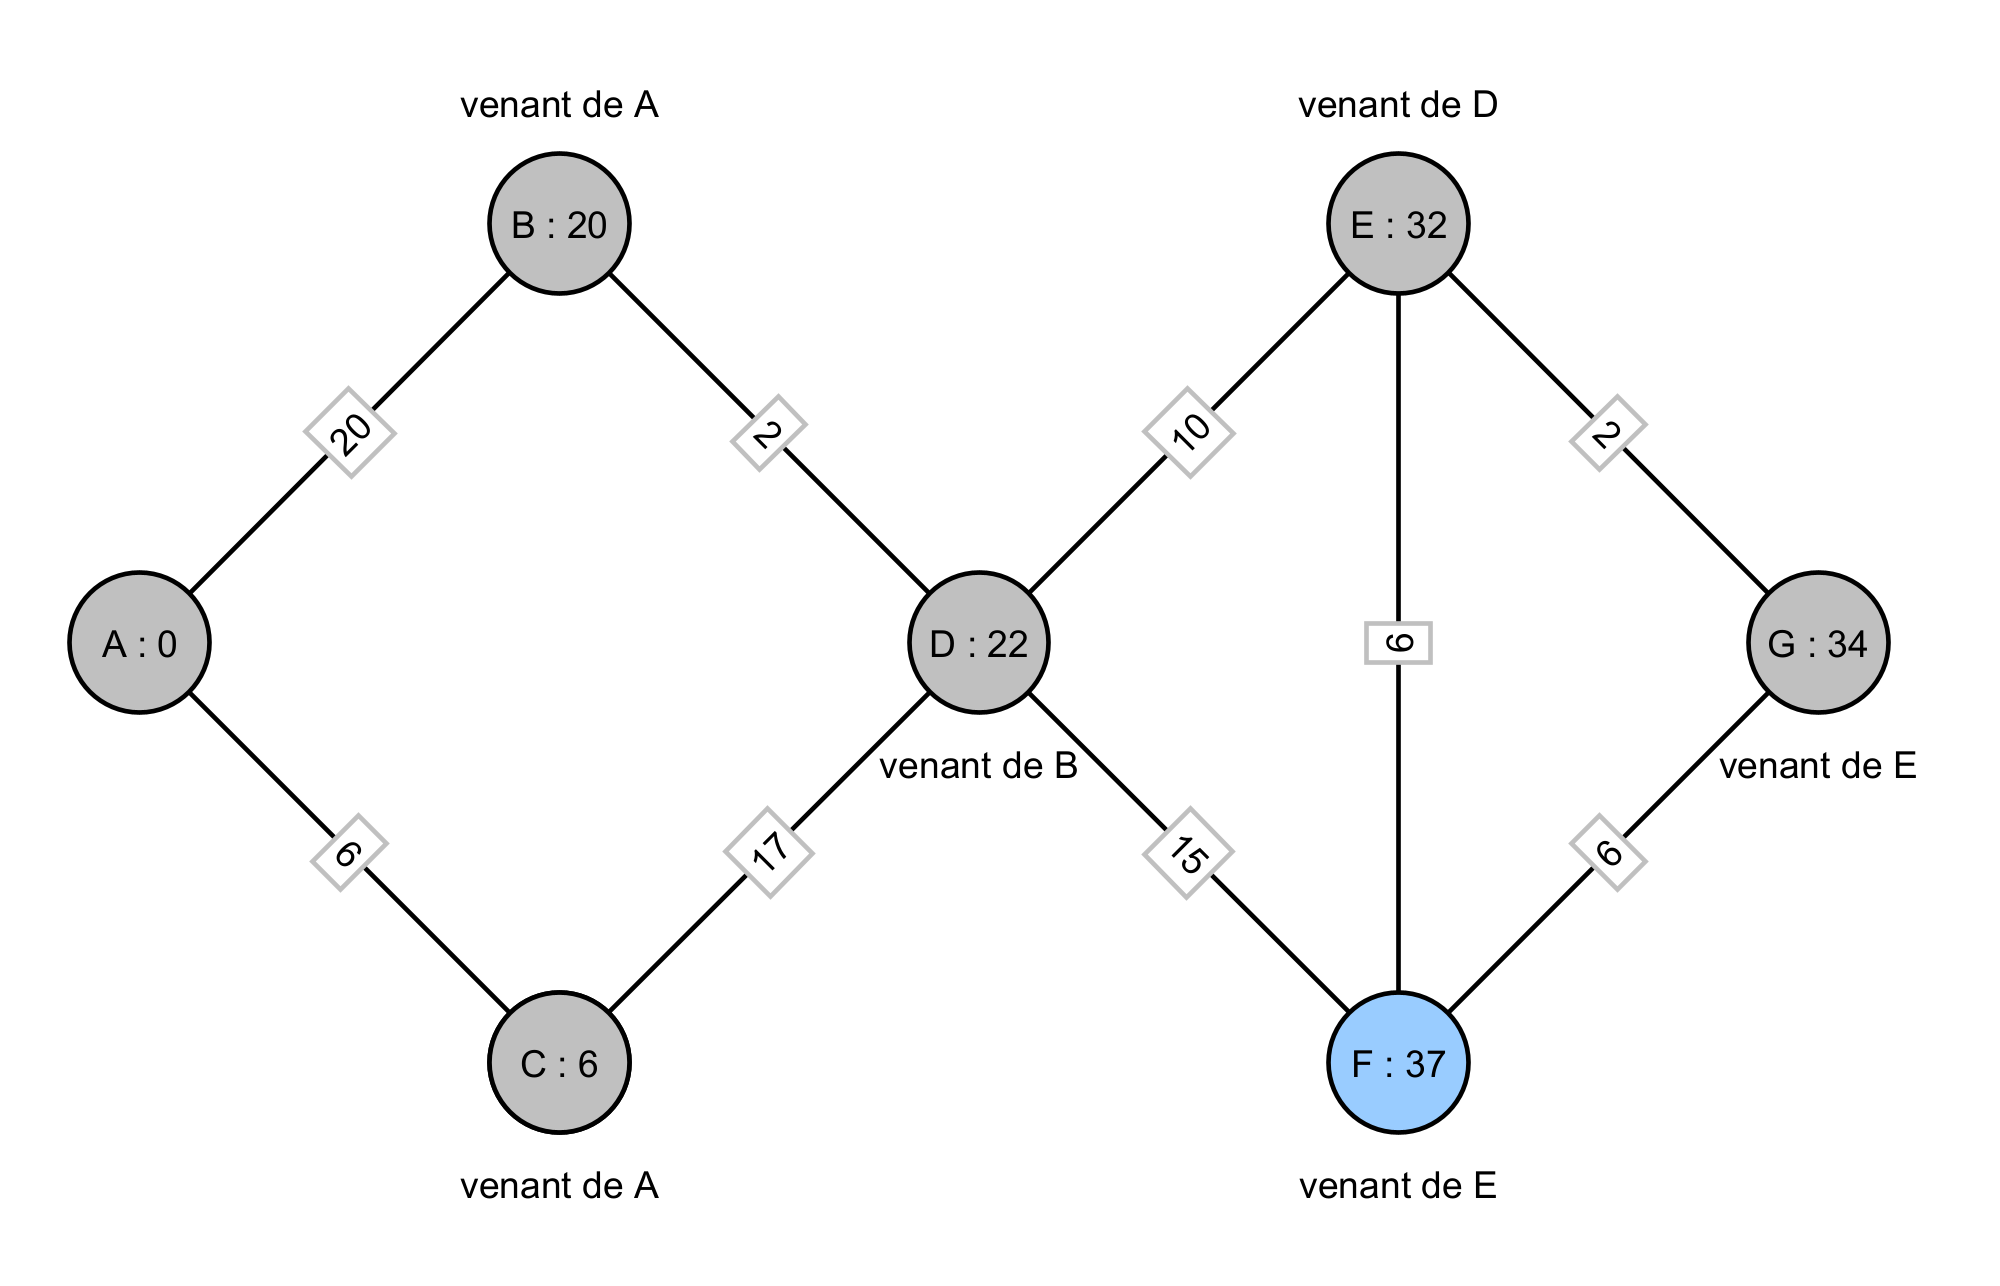 venant de A
venant de D
B : 20
E : 32
20
2
10
2
A : 0
D : 22
6
G : 34
venant de B
venant de E
6
17
15
6
C : 6
F : 37
venant de A
venant de E